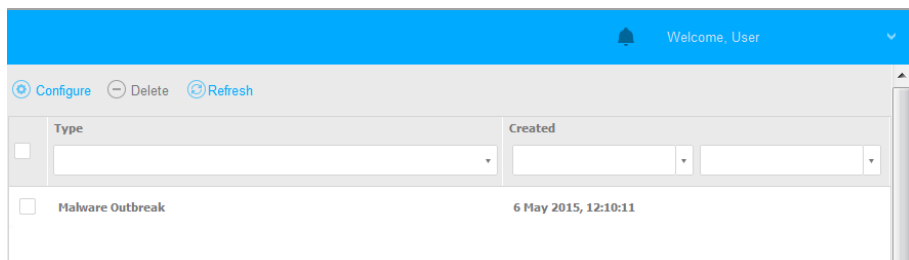 Welcome, User
Configure Delete Refresh
Type Created
Malware Outbreak 6 May 2015, 12:10:11